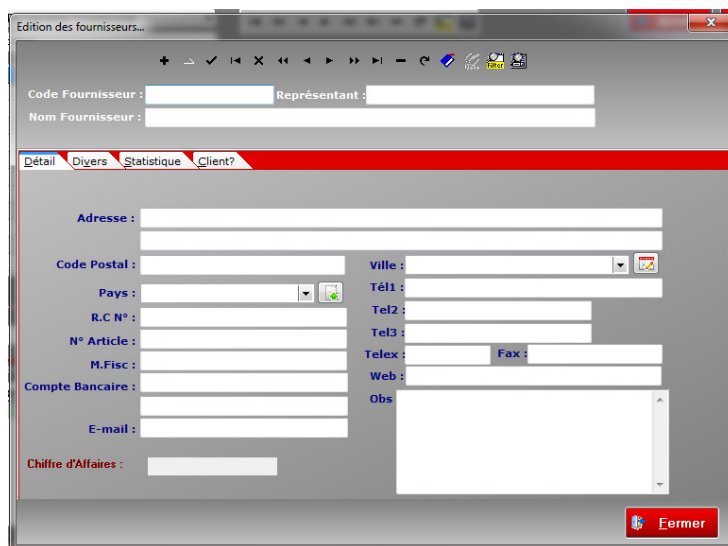 Edition des fournisseurs...
Filter
Code Fournisseur : Représentant :
Nom Fournisseur :
Détail Divers Statistique Client?
Adresse :
Code Postal : Ville :
Pays : Tél1 :
R.C N° : Tel2 :
N° Article : Tel3 :
M.Fisc : Telex : Fax :
Compte Bancaire : Web :
Obs
E-mail :
Chiffre d'Affaires :
Fermer